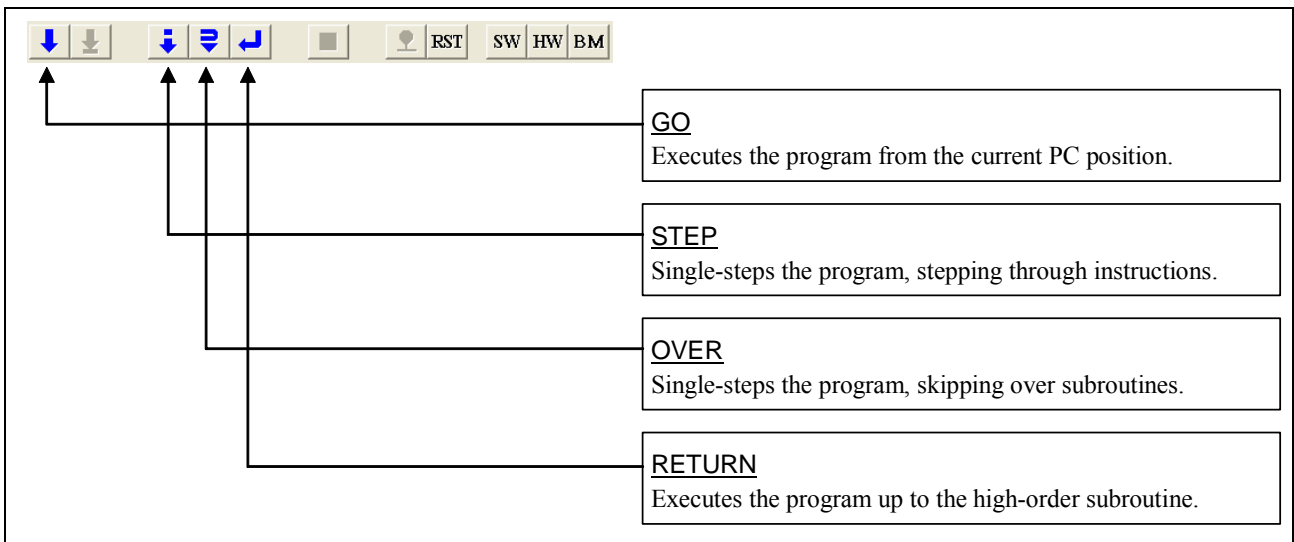 RST SW HW BM
GO
Executes the program from the current PC position.
STEP
Single-steps the program, stepping through instructions.
OVER
Single-steps the program, skipping over subroutines.
RETURN
Executes the program up to the high-order subroutine.